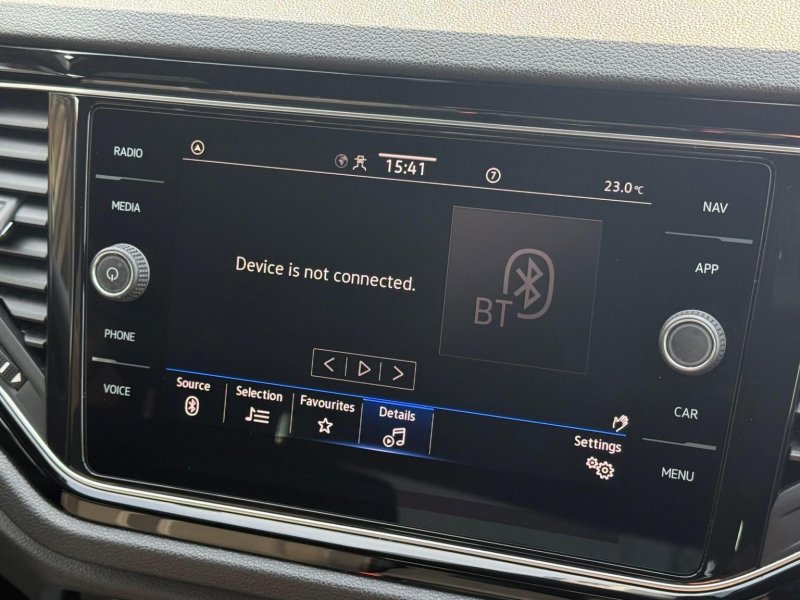 RADIO
MEDIA
PHONE
VOICE
15:41
7
23.0°C
Device is not connected.
BT
Source
Selection
Favourites
Details
Settings
NAV
APP
CAR
MENU